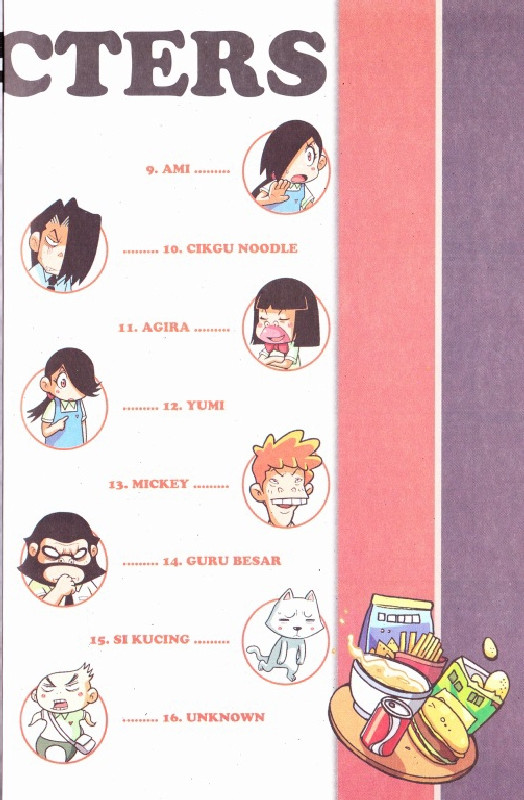 CTERS
9. AMI .........
......... 10. CIKGU NOODLE
11. AGIRA .........
......... 12. YUMI
13. MICKEY .........
......... 14. GURU BESAR
15. SI KUCING .........
......... 16. UNKNOWN